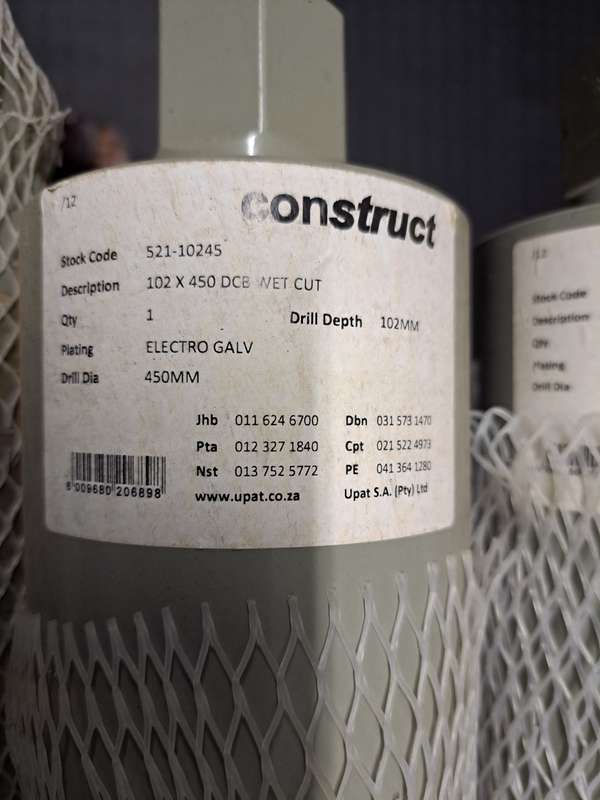 /12
construct
Stock Code 521-10245
Description 102 X 450 DCB WET CUT
Qty 1 Drill Depth 102MM
Plating ELECTRO GALV
Drill Dia 450MM
Jhb 011 624 6700 Dbn 031 573 1470
Pta 012 327 1840 Cpt 021 522 4973
Nst 013 752 5772 PE 041 364 1280
www.upat.co.za Upat S.A. (Pty) Ltd
6 009680 206898
/12
Stock Code
Description
Qty
Plating
Drill Dia